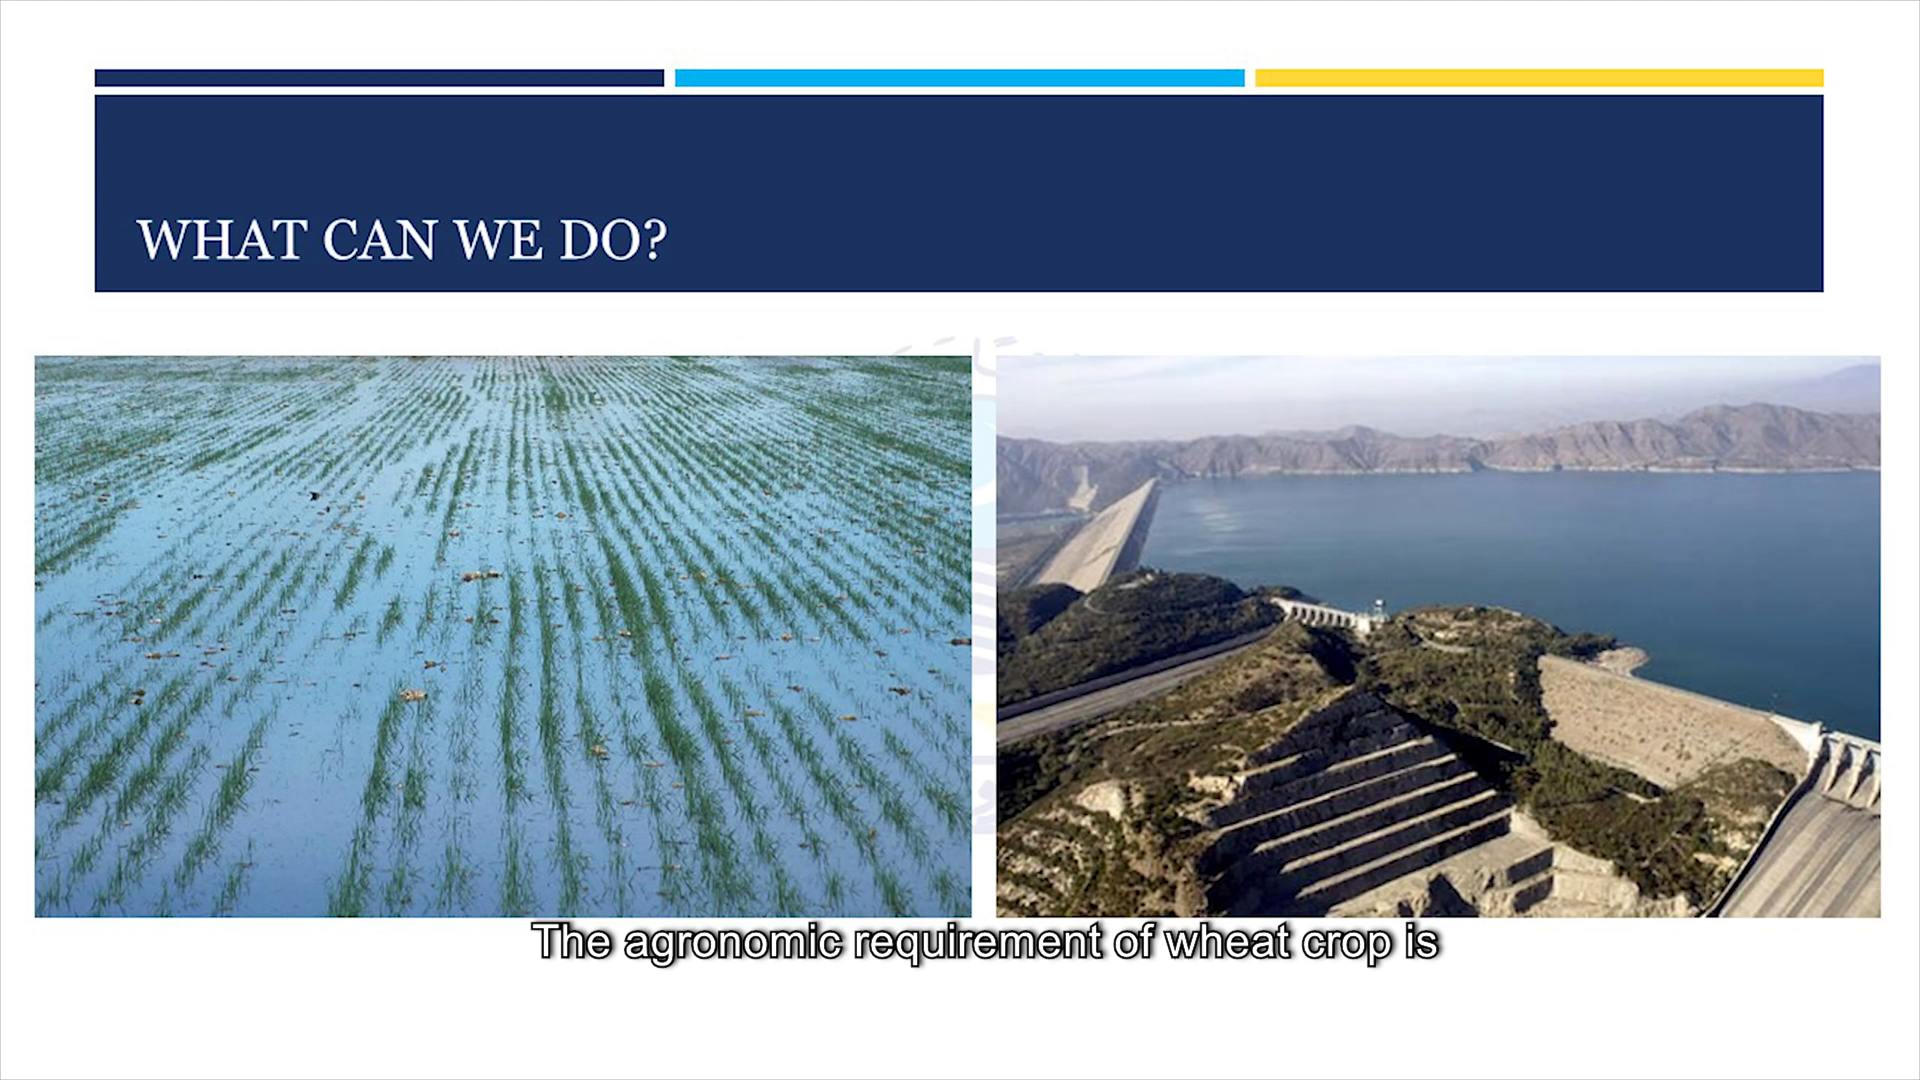 WHAT CAN WE DO?
The agronomic requirement of wheat crop is